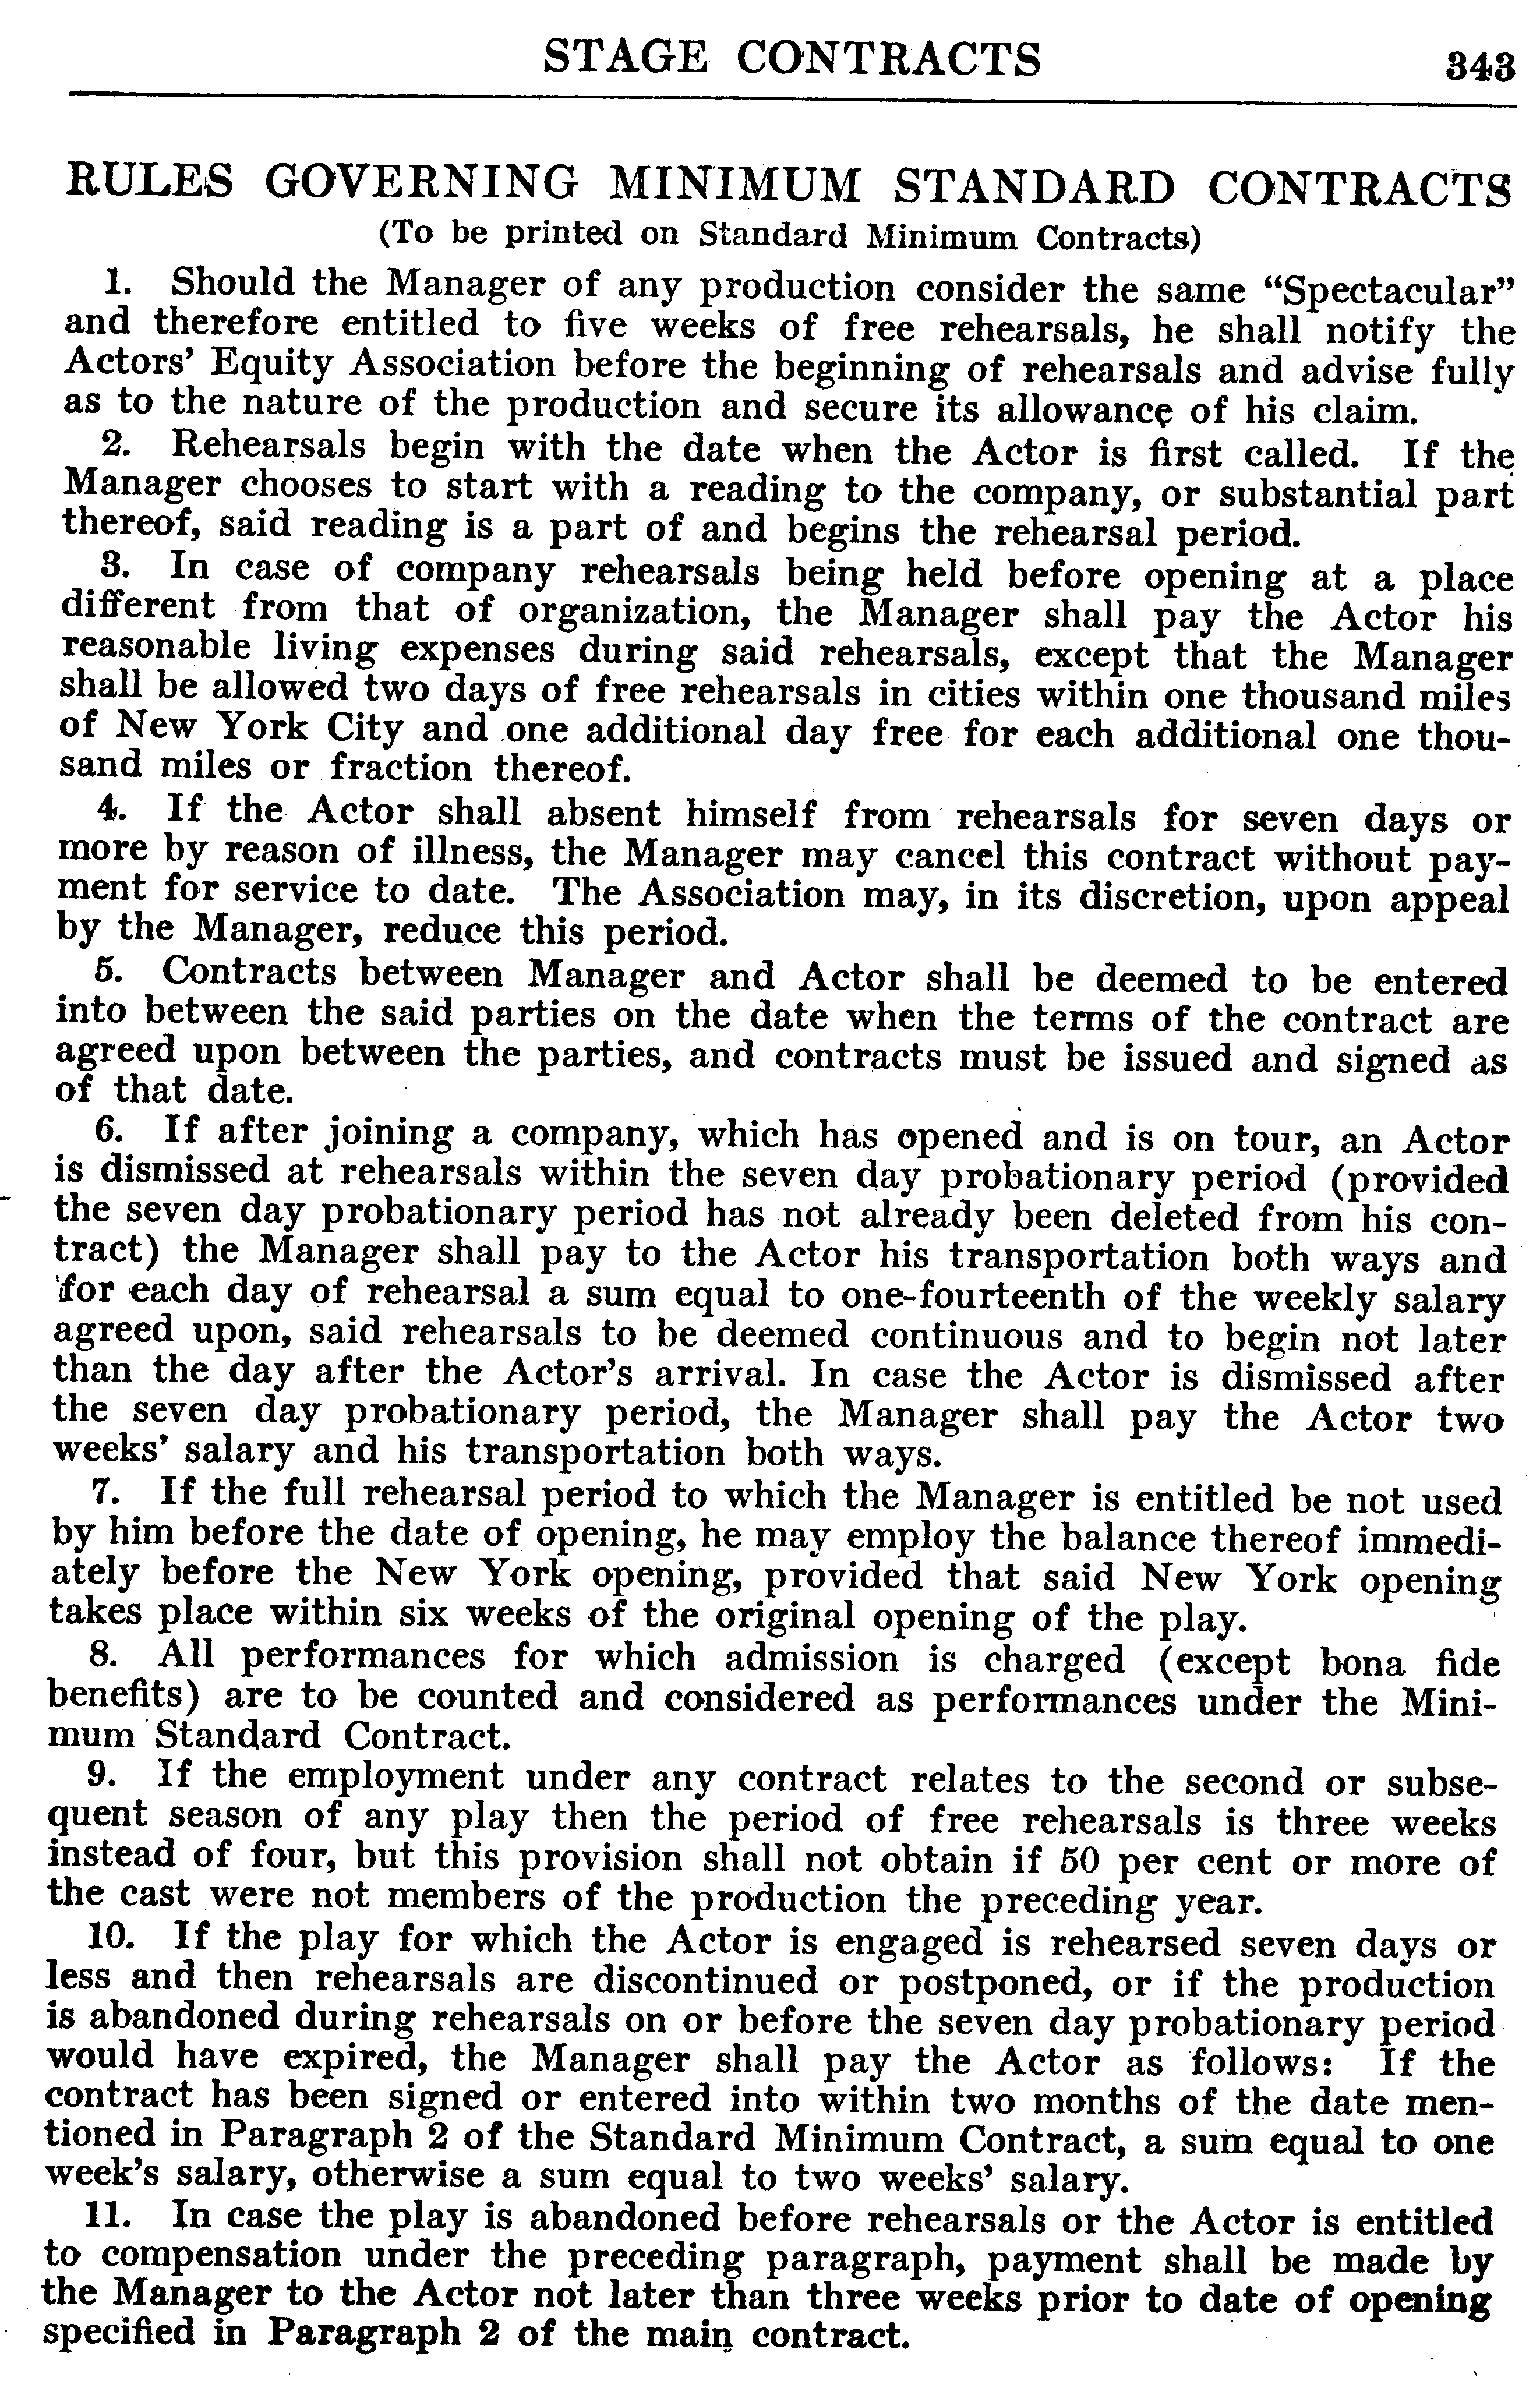 STAGE CONTRACTS 343
RULES GOVERNING MINIMUM STANDARD CONTRACTS
(To be printed on Standard Minimum Contracts)
1. Should the Manager of any production consider the same “Spectacular”
and therefore entitled to five weeks of free rehearsals, he shall notify the
Actors’ Equity Association before the beginning of rehearsals and advise fully
as to the nature of the production and secure its allowance of his claim.
2. Rehearsals begin with the date when the Actor is first called. If the
Manager chooses to start with a reading to the company, or substantial part
thereof, said reading is a part of and begins the rehearsal period.
3. In case of company rehearsals being held before opening at a place
different from that of organization, the Manager shall pay the Actor his
reasonable living expenses during said rehearsals, except that the Manager
shall be allowed two days of free rehearsals in cities within one thousand miles
of New York City and one additional day free for each additional one thou-
sand miles or fraction thereof.
4. If the Actor shall absent himself from rehearsals for seven days or
more by reason of illness, the Manager may cancel this contract without pay-
ment for service to date. The Association may, in its discretion, upon appeal
by the Manager, reduce this period.
5. Contracts between Manager and Actor shall be deemed to be entered
into between the said parties on the date when the terms of the contract are
agreed upon between the parties, and contracts must be issued and signed as
of that date.
6. If after joining a company, which has opened and is on tour, an Actor
is dismissed at rehearsals within the seven day probationary period (provided
the seven day probationary period has not already been deleted from his con-
tract) the Manager shall pay to the Actor his transportation both ways and
for each day of rehearsal a sum equal to one-fourteenth of the weekly salary
agreed upon, said rehearsals to be deemed continuous and to begin not later
than the day after the Actor’s arrival. In case the Actor is dismissed after
the seven day probationary period, the Manager shall pay the Actor two
weeks’ salary and his transportation both ways.
7. If the full rehearsal period to which the Manager is entitled be not used
by him before the date of opening, he may employ the balance thereof immedi-
ately before the New York opening, provided that said New York opening
takes place within six weeks of the original opening of the play.
8. All performances for which admission is charged (except bona fide
benefits) are to be counted and considered as performances under the Mini-
mum Standard Contract.
9. If the employment under any contract relates to the second or subse-
quent season of any play then the period of free rehearsals is three weeks
instead of four, but this provision shall not obtain if 50 per cent or more of
the cast were not members of the production the preceding year.
10. If the play for which the Actor is engaged is rehearsed seven days or
less and then rehearsals are discontinued or postponed, or if the production
is abandoned during rehearsals on or before the seven day probationary period
would have expired, the Manager shall pay the Actor as follows: If the
contract has been signed or entered into within two months of the date men-
tioned in Paragraph 2 of the Standard Minimum Contract, a sum equal to one
week’s salary, otherwise a sum equal to two weeks’ salary.
11. In case the play is abandoned before rehearsals or the Actor is entitled
to compensation under the preceding paragraph, payment shall be made by
the Manager to the Actor not later than three weeks prior to date of opening
specified in Paragraph 2 of the main contract.